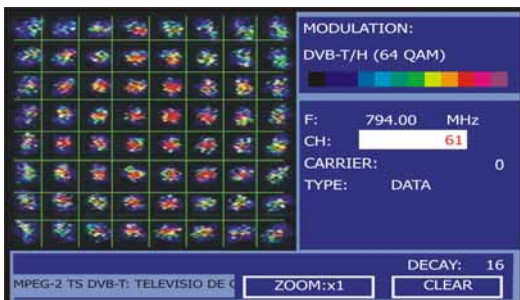 MODULATION:
DVB-T/H (64 QAM)
F: 794.00 MHz
CH: 61
CARRIER: 0
TYPE: DATA
DECAY: 16
MPEG-2 TS DVB-T: TELEVISIO DE
ZOOM:x1
CLEAR